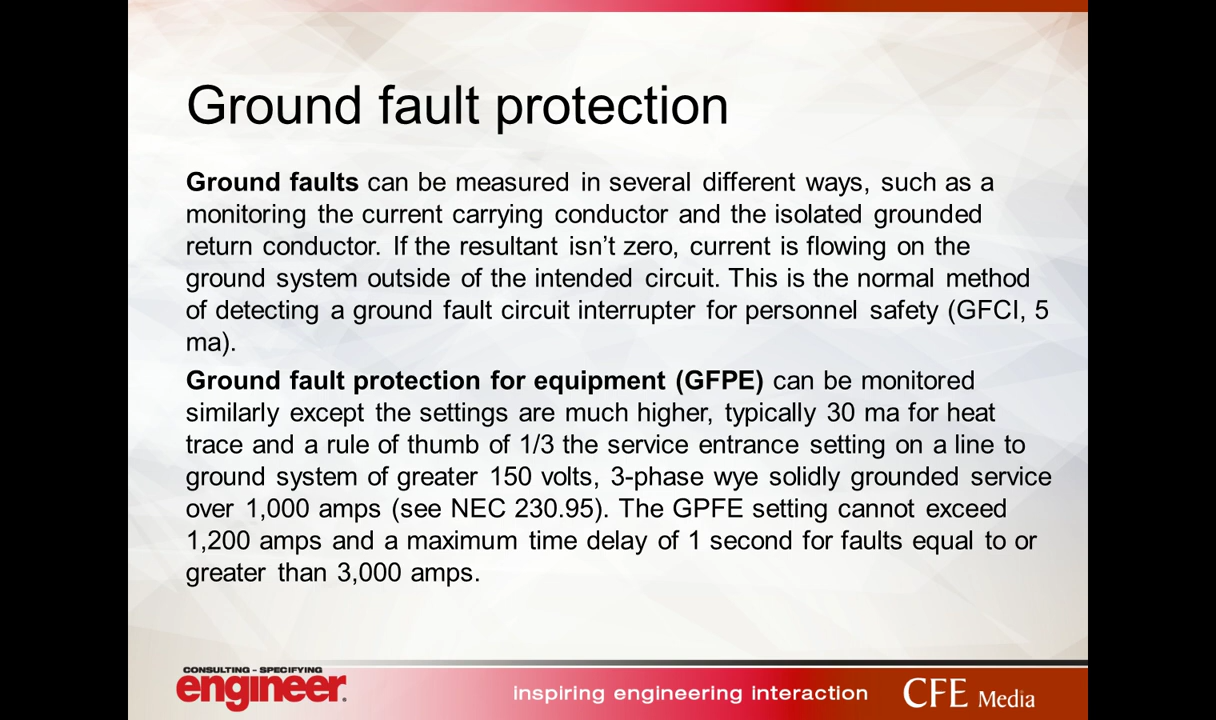 Ground fault protection
Ground faults can be measured in several different ways, such as a
monitoring the current carrying conductor and the isolated grounded
return conductor. If the resultant isn't zero, current is flowing on the
ground system outside of the intended circuit. This is the normal method
of detecting a ground fault circuit interrupter for personnel safety (GFCI, 5
ma).
Ground fault protection for equipment (GFPE) can be monitored
similarly except the settings are much higher, typically 30 ma for heat
trace and a rule of thumb of 1/3 the service entrance setting on a line to
ground system of greater 150 volts, 3-phase wye solidly grounded service
over 1,000 amps (see NEC 230.95). The GPFE setting cannot exceed
1,200 amps and a maximum time delay of 1 second for faults equal to or
greater than 3,000 amps.
CONSULTING - SPECIFYING
engineer.
inspiring engineering interaction
CFE Media